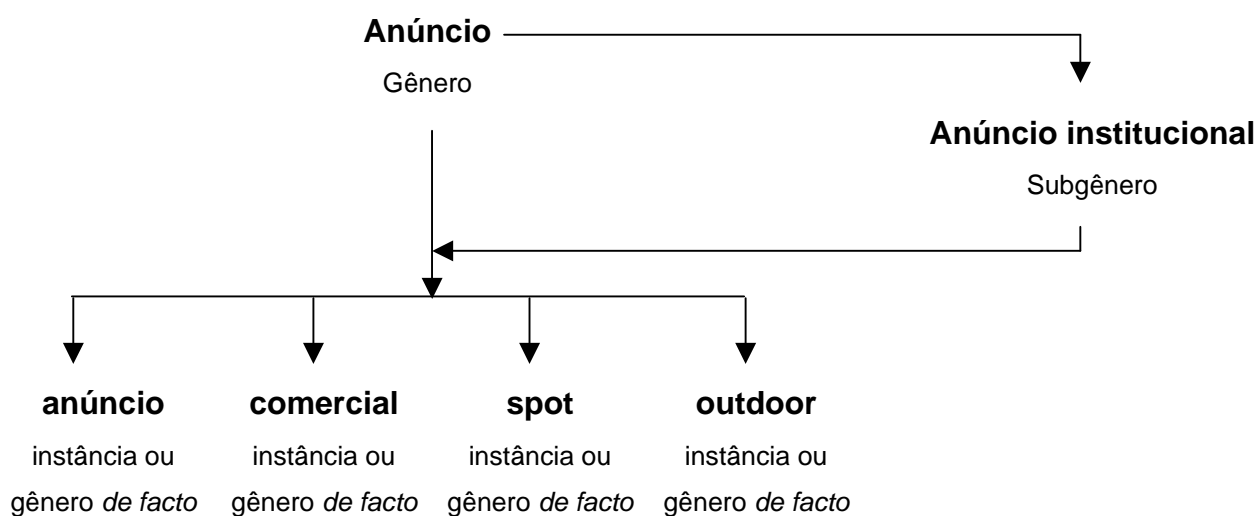 Anúncio
Gênero
Anúncio institucional
Subgênero
anúncio
instância ou
gênero de facto
comercial
instância ou
gênero de facto
spot
instância ou
gênero de facto
outdoor
instância ou
gênero de facto